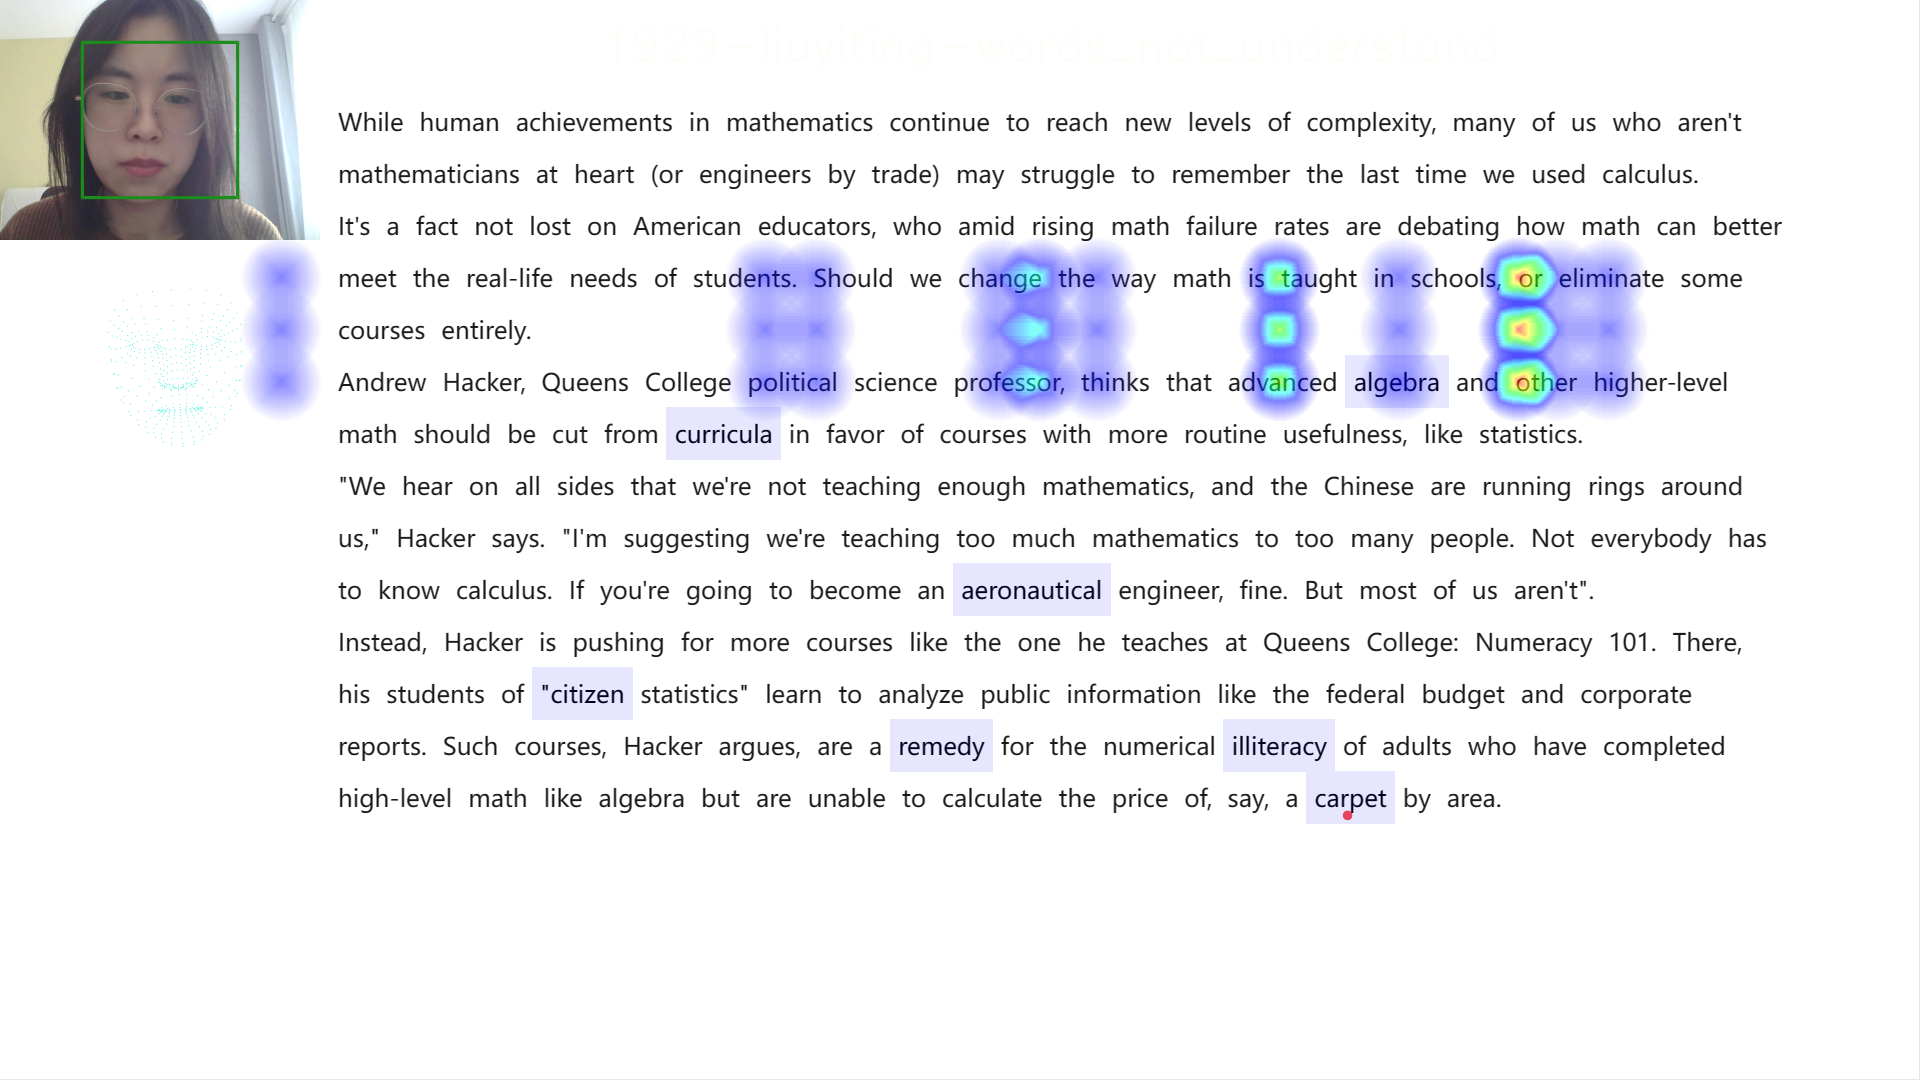 1929-liuyiting-words_not_understand
While human achievements in mathematics continue to reach new levels of complexity, many of us who aren't
mathematicians at heart (or engineers by trade) may struggle to remember the last time we used calculus.
It's a fact not lost on American educators, who amid rising math failure rates are debating how math can better
meet the real-life needs of students. Should we change the way math is taught in schools, or eliminate some
courses entirely.
Andrew Hacker, Queens College political science professor, thinks that advanced algebra and other higher-level
math should be cut from curricula in favor of courses with more routine usefulness, like statistics.
"We hear on all sides that we're not teaching enough mathematics, and the Chinese are running rings around
us," Hacker says. "I'm suggesting we're teaching too much mathematics to too many people. Not everybody has
to know calculus. If you're going to become an aeronautical engineer, fine. But most of us aren't".
Instead, Hacker is pushing for more courses like the one he teaches at Queens College: Numeracy 101. There,
his students of "citizen statistics" learn to analyze public information like the federal budget and corporate
reports. Such courses, Hacker argues, are a remedy for the numerical illiteracy of adults who have completed
high-level math like algebra but are unable to calculate the price of, say, a carpet by area.